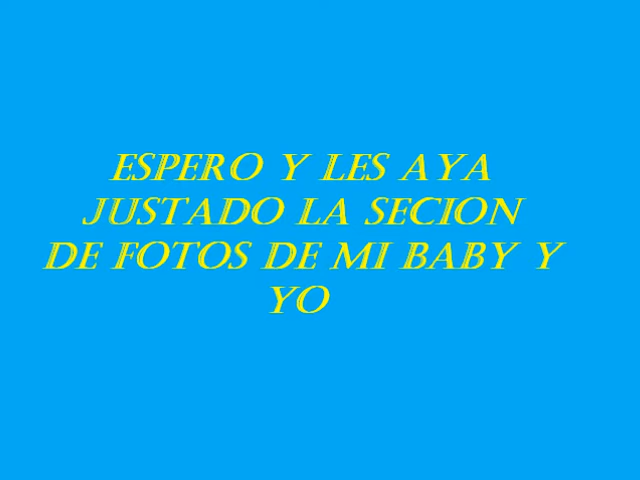 ESPERO Y LES AYA
JUSTADO LA SECION
DE FOTOS DE MI BABY Y
YO